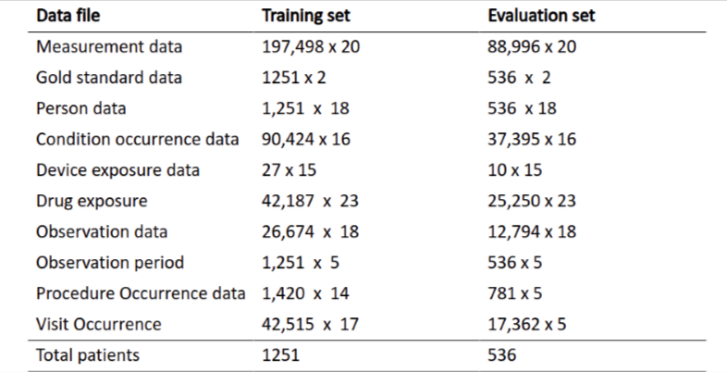 Data file Training set Evaluation set
Measurement data 197,498 x 20 88,996 x 20
Gold standard data 1251 x 2 536 x 2
Person data 1,251 x 18 536 x 18
Condition occurrence data 90,424 x 16 37,395 x 16
Device exposure data 27 x 15 10 x 15
Drug exposure 42,187 x 23 25,250 x 23
Observation data 26,674 x 18 12,794 x 18
Observation period 1,251 x 5 536 x 5
Procedure Occurrence data 1,420 x 14 781 x 5
Visit Occurrence 42,515 x 17 17,362 x 5
Total patients 1251 536